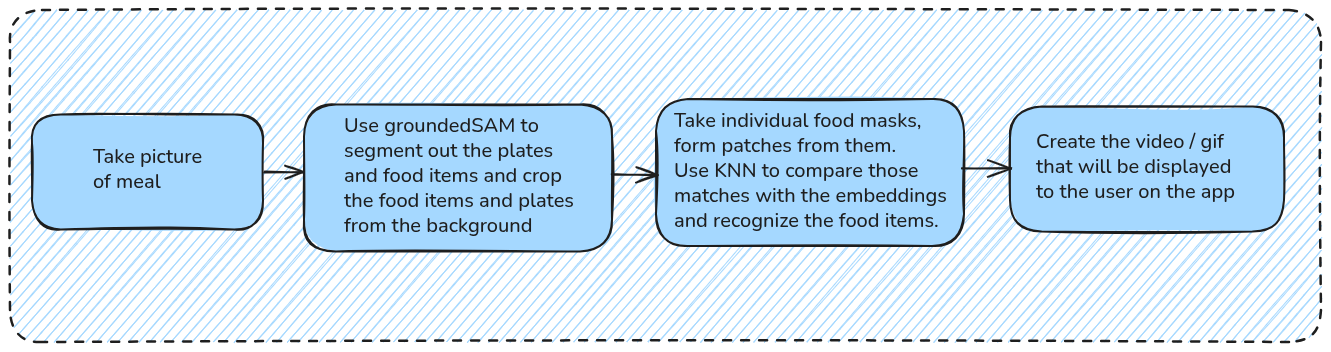 Take picture
of meal
Use groundedSAM to
segment out the plates
and food items and crop
the food items and plates
from the background
Take individual food masks,
form patches from them.
Use KNN to compare those
matches with the embeddings
and recognize the food items.
Create the video / gif
that will be displayed
to the user on the app